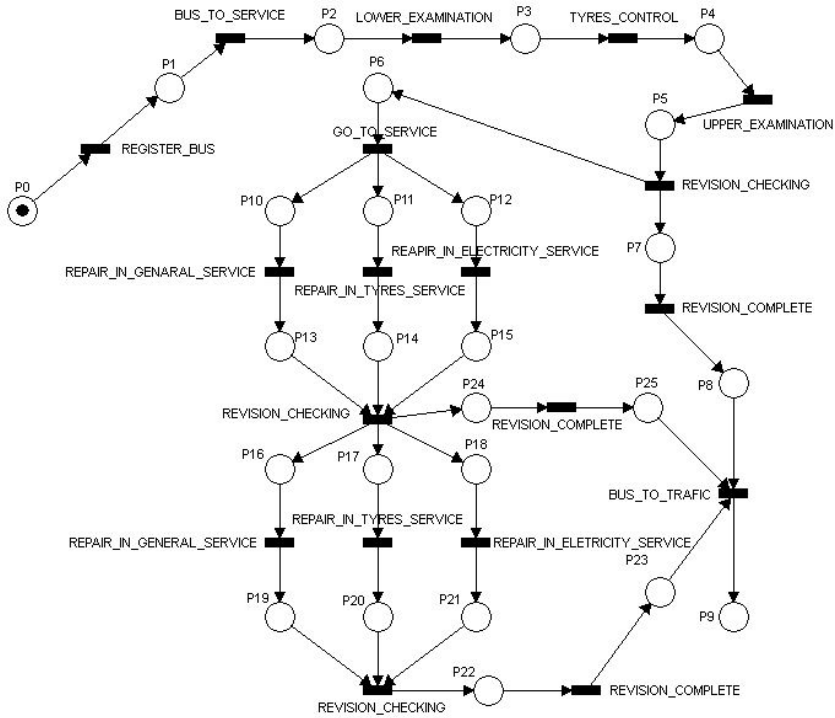 P2
P3
P4
BUS_TO_SERVICE
LOWER_EXAMINATION
TYRES_CONTROL
P1
P6
P5
UPPER_EXAMINATION
GO_TO_SERVICE
REGISTER_BUS
P0
REVISION_CHECKING
P10
P11
P12
P7
REAPIR_IN_ELECTRICITY_SERVICE
REPAIR_IN_GENARAL_SERVICE
REPAIR_IN_TYRES_SERVICE
REVISION_COMPLETE
P13
P14
P15
P8
P24
P25
REVISION_CHECKING
REVISION_COMPLETE
P16
P17
P18
BUS_TO_TRAFIC
REPAIR_IN_TYRES_SERVICE
REPAIR_IN_GENERAL_SERVICE
REPAIR_IN_ELETRICITY_SERVICE
P23
P19
P20
P21
P9
P22
REVISION_CHECKING
REVISION_COMPLETE